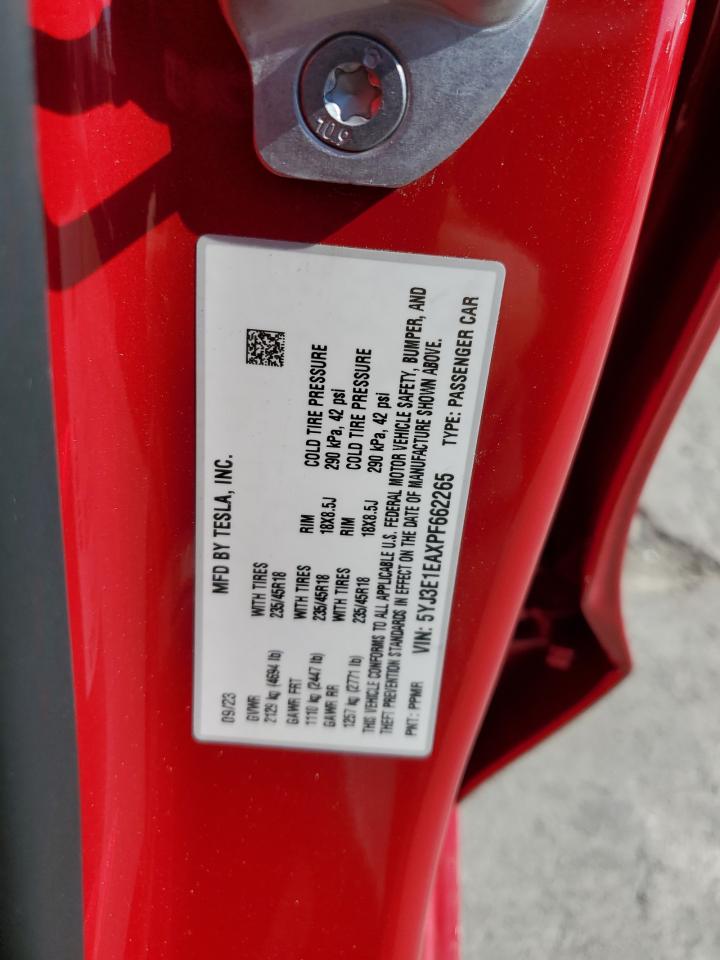 10.9
MFD BY TESLA, INC.
09/23
GVWR WITH TIRES RIM COLD TIRE PRESSURE
2129 kg (4694 lb) 235/45R18 18X8.5J 290 kPa, 42 psi
GAWR FRT WITH TIRES RIM COLD TIRE PRESSURE
1110 kg (2447 lb) 235/45R18 18X8.5J 290 kPa, 42 psi
GAWR RR
1257 kg (2771 lb) 235/45R18
THIS VEHICLE CONFORMS TO ALL APPLICABLE U.S. FEDERAL MOTOR VEHICLE SAFETY, BUMPER, AND
THEFT PREVENTION STANDARDS IN EFFECT ON THE DATE OF MANUFACTURE SHOWN ABOVE.
PNT: PPMR VIN: 5YJ3E1EAXPF662265 TYPE: PASSENGER CAR